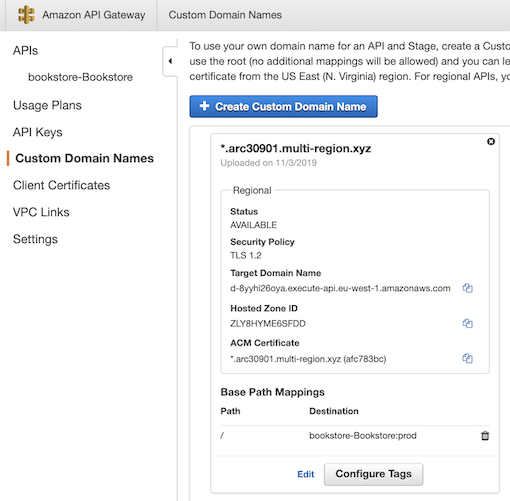 Amazon API Gateway
Custom Domain Names
APIs
bookstore-Bookstore
Usage Plans
API Keys
Custom Domain Names
Client Certificates
VPC Links
Settings
To use your own domain name for an API and Stage, create a Custo
use the root (no additional mappings will be allowed) and you can le
certificate from the US East (N. Virginia) region. For regional APIs, yo
+ Create Custom Domain Name
*.arc30901.multi-region.xyz
Uploaded on 11/3/2019
Regional
Status
AVAILABLE
Security Policy
TLS 1.2
Target Domain Name
d-8yyhi26oya.execute-api.eu-west-1.amazonaws.com
Hosted Zone ID
ZLY8HYME6SFDD
ACM Certificate
*.arc30901.multi-region.xyz (afc783bc)
Base Path Mappings
Path Destination
/ bookstore-Bookstore:prod
Edit Configure Tags